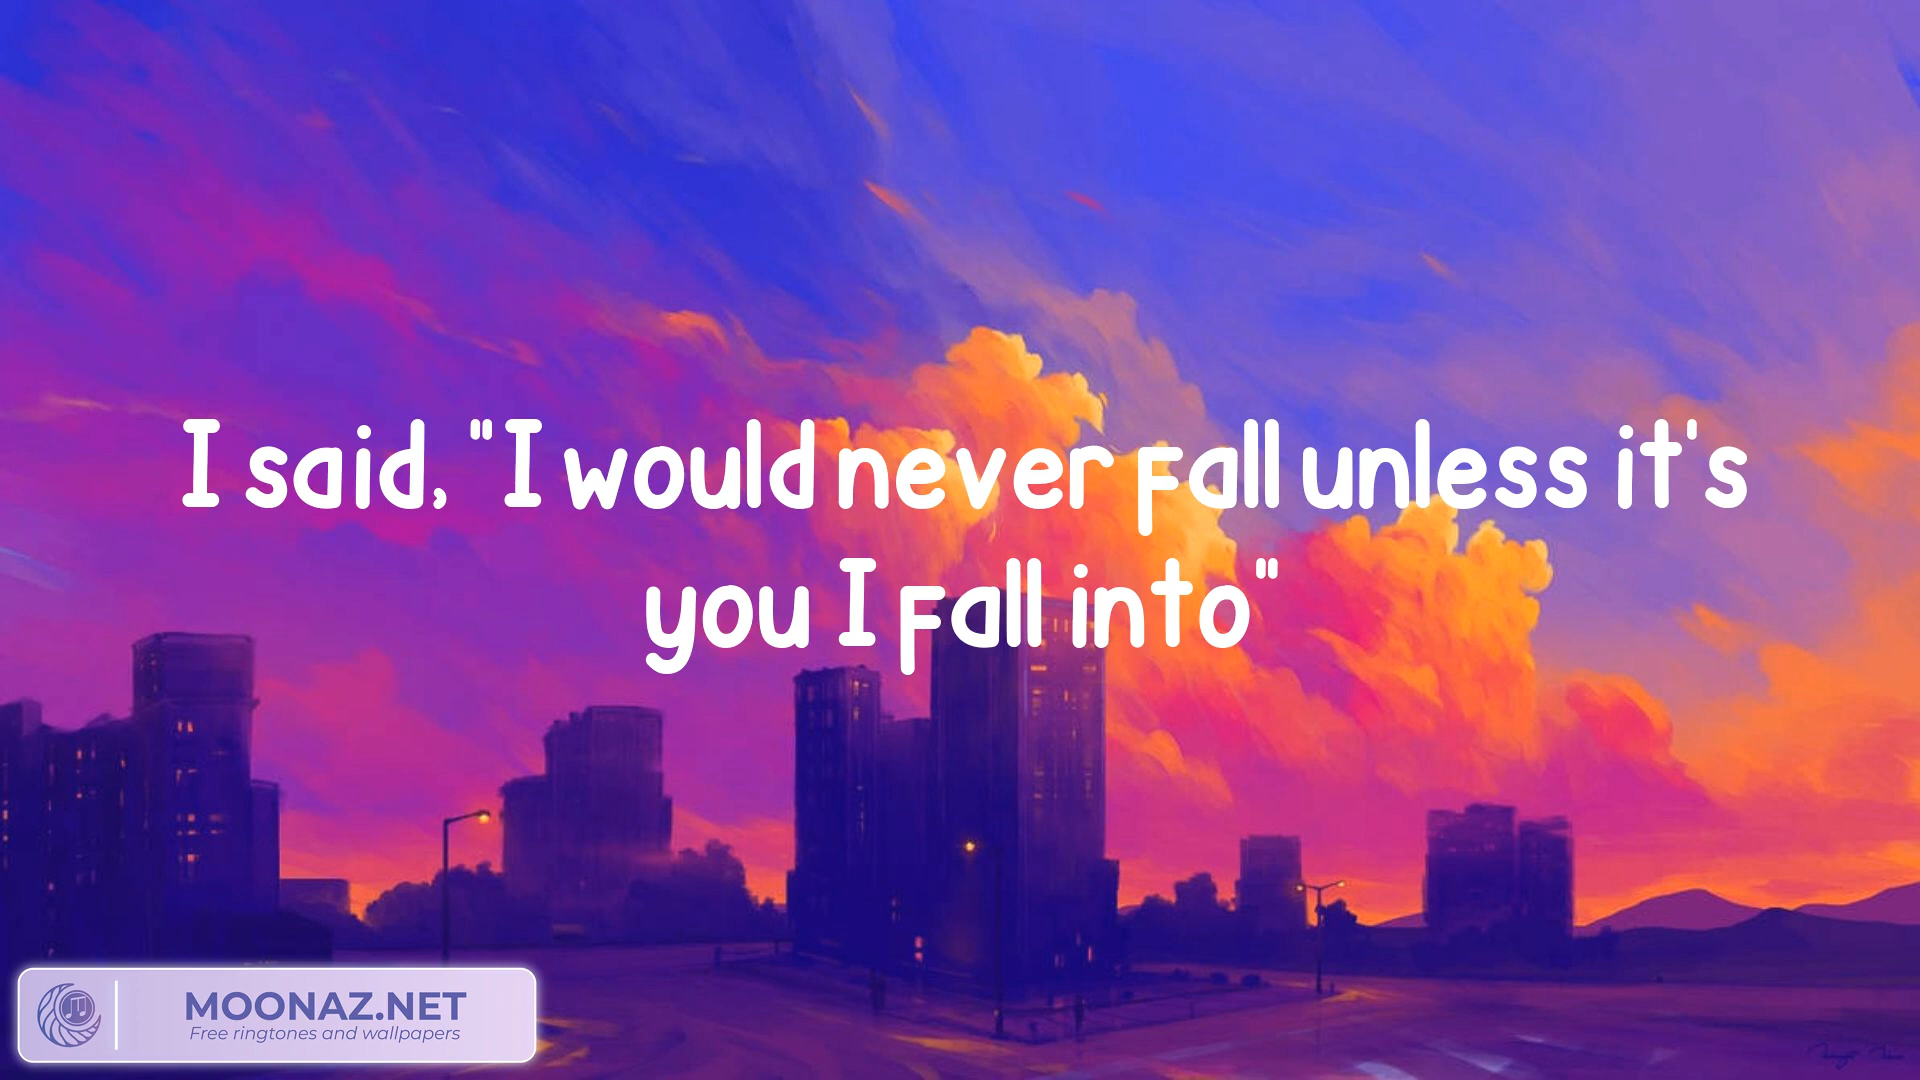 I said, "I would never fall unless it's
you I fall into"
MOONAZ.NET
Free ringtones and wallpapers